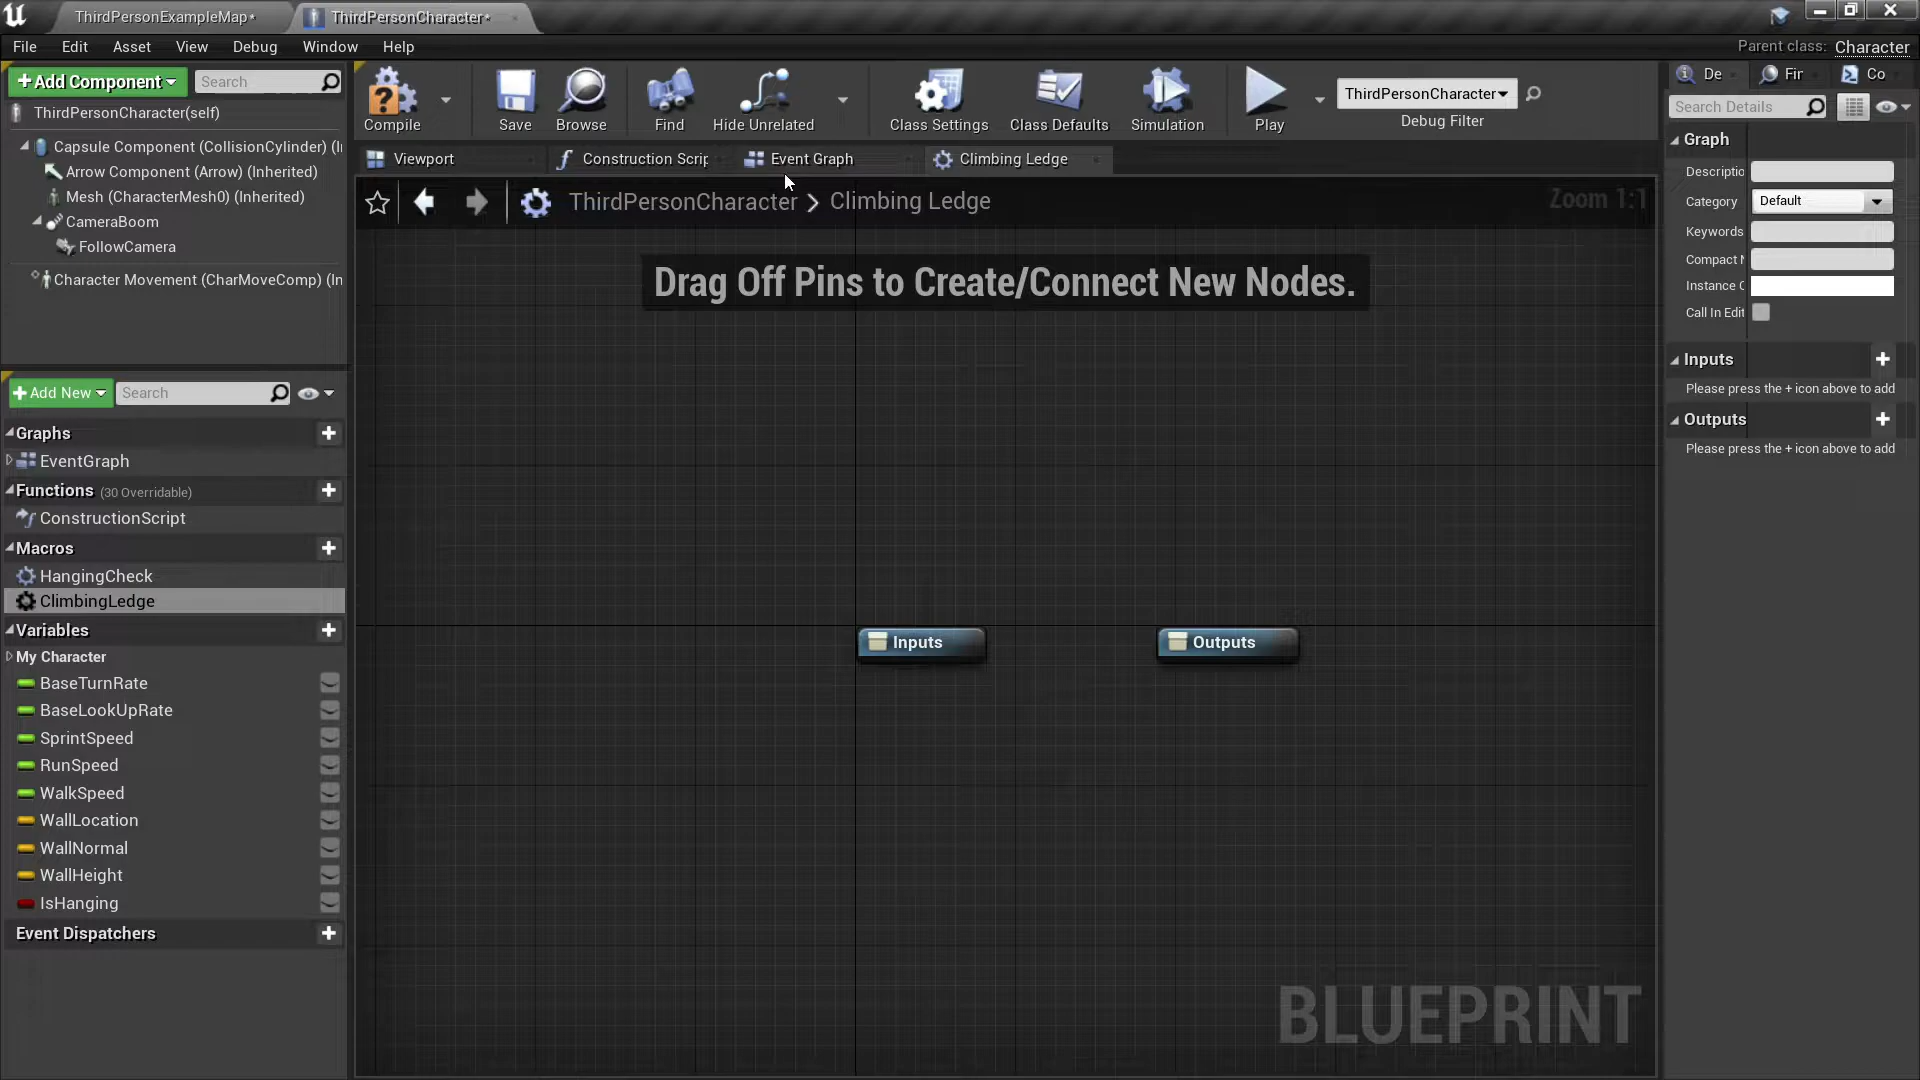 ThirdPersonExampleMap*
ThirdPersonCharacter*
File Edit Asset View Debug Window Help
Parent class: Character
Add Component
Search
ThirdPersonCharacter(self)
Capsule Component (CollisionCylinder) (I
Arrow Component (Arrow) (Inherited)
Mesh (CharacterMesh0) (Inherited)
CameraBoom
FollowCamera
Character Movement (CharMoveComp) (In
Compile
Save
Browse
Find
Hide Unrelated
Class Settings
Class Defaults
Simulation
Play
ThirdPersonCharacter
Debug Filter
Viewport
Construction Scrip
Event Graph
Climbing Ledge
ThirdPersonCharacter > Climbing Ledge
Zoom 1:1
Drag Off Pins to Create/Connect New Nodes.
Inputs
Outputs
BLUEPRINT
Add New
Search
Graphs
EventGraph
Functions (30 Overridable)
ConstructionScript
Macros
HangingCheck
ClimbingLedge
Variables
My Character
BaseTurnRate
BaseLookUpRate
SprintSpeed
RunSpeed
WalkSpeed
WallLocation
WallNormal
WallHeight
IsHanging
Event Dispatchers
De
Fir
Co
Search Details
Graph
Descriptio
Category Default
Keywords
Compact N
Instance C
Call In Edit
Inputs
Please press the + icon above to add
Outputs
Please press the + icon above to add